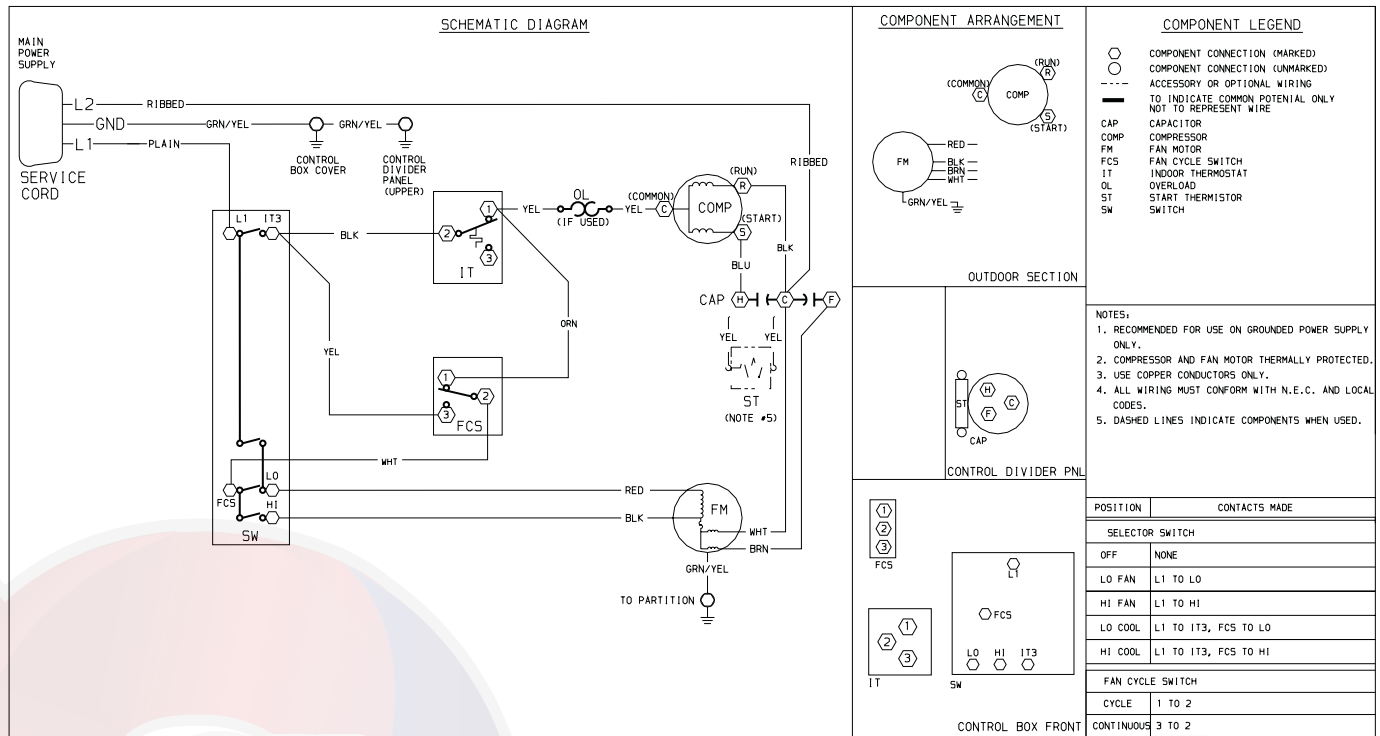 SCHEMATIC DIAGRAM
MAIN
POWER
SUPPLY
L2
RIBBED
GND
GRN/YEL
GRN/YEL
L1
PLAIN
CONTROL
BOX COVER
CONTROL
DIVIDER
PANEL
(UPPER)
SERVICE
CORD
RIBBED
L1 IT3
BLK
2
1
3
IT
YEL
OL
(IF USED)
YEL
(COMMON)
C
COMP
(RUN)
R
(START)
S
BLK
BLU
CAP
H
C
F
YEL YEL
ST
(NOTE #5)
ORN
YEL
1
2
3
FCS
WHT
LO
FCS
HI
SW
RED
BLK
FM
WHT
BRN
GRN/YEL
TO PARTITION
COMPONENT ARRANGEMENT
(RUN)
R
(COMMON)
C
COMP
S
(START)
FM
RED
BLK
BRN
WHT
GRN/YEL
OUTDOOR SECTION
ST
H
C
F
CAP
CONTROL DIVIDER PNL
1
2
3
FCS
L1
FCS
LO HI IT3
SW
1
2
3
IT
CONTROL BOX FRONT
COMPONENT LEGEND
COMPONENT CONNECTION (MARKED)
COMPONENT CONNECTION (UNMARKED)
ACCESSORY OR OPTIONAL WIRING
TO INDICATE COMMON POTENIAL ONLY
NOT TO REPRESENT WIRE
CAP CAPACITOR
COMP COMPRESSOR
FM FAN MOTOR
FCS FAN CYCLE SWITCH
IT INDOOR THERMOSTAT
OL OVERLOAD
ST START THERMISTOR
SW SWITCH
NOTES:
1. RECOMMENDED FOR USE ON GROUNDED POWER SUPPLY
ONLY.
2. COMPRESSOR AND FAN MOTOR THERMALLY PROTECTED.
3. USE COPPER CONDUCTORS ONLY.
4. ALL WIRING MUST CONFORM WITH N.E.C. AND LOCAL
CODES.
5. DASHED LINES INDICATE COMPONENTS WHEN USED.
POSITION CONTACTS MADE
SELECTOR SWITCH
OFF NONE
LO FAN L1 TO LO
HI FAN L1 TO HI
LO COOL L1 TO IT3, FCS TO LO
HI COOL L1 TO IT3, FCS TO HI
FAN CYCLE SWITCH
CYCLE 1 TO 2
CONTINUOUS 3 TO 2